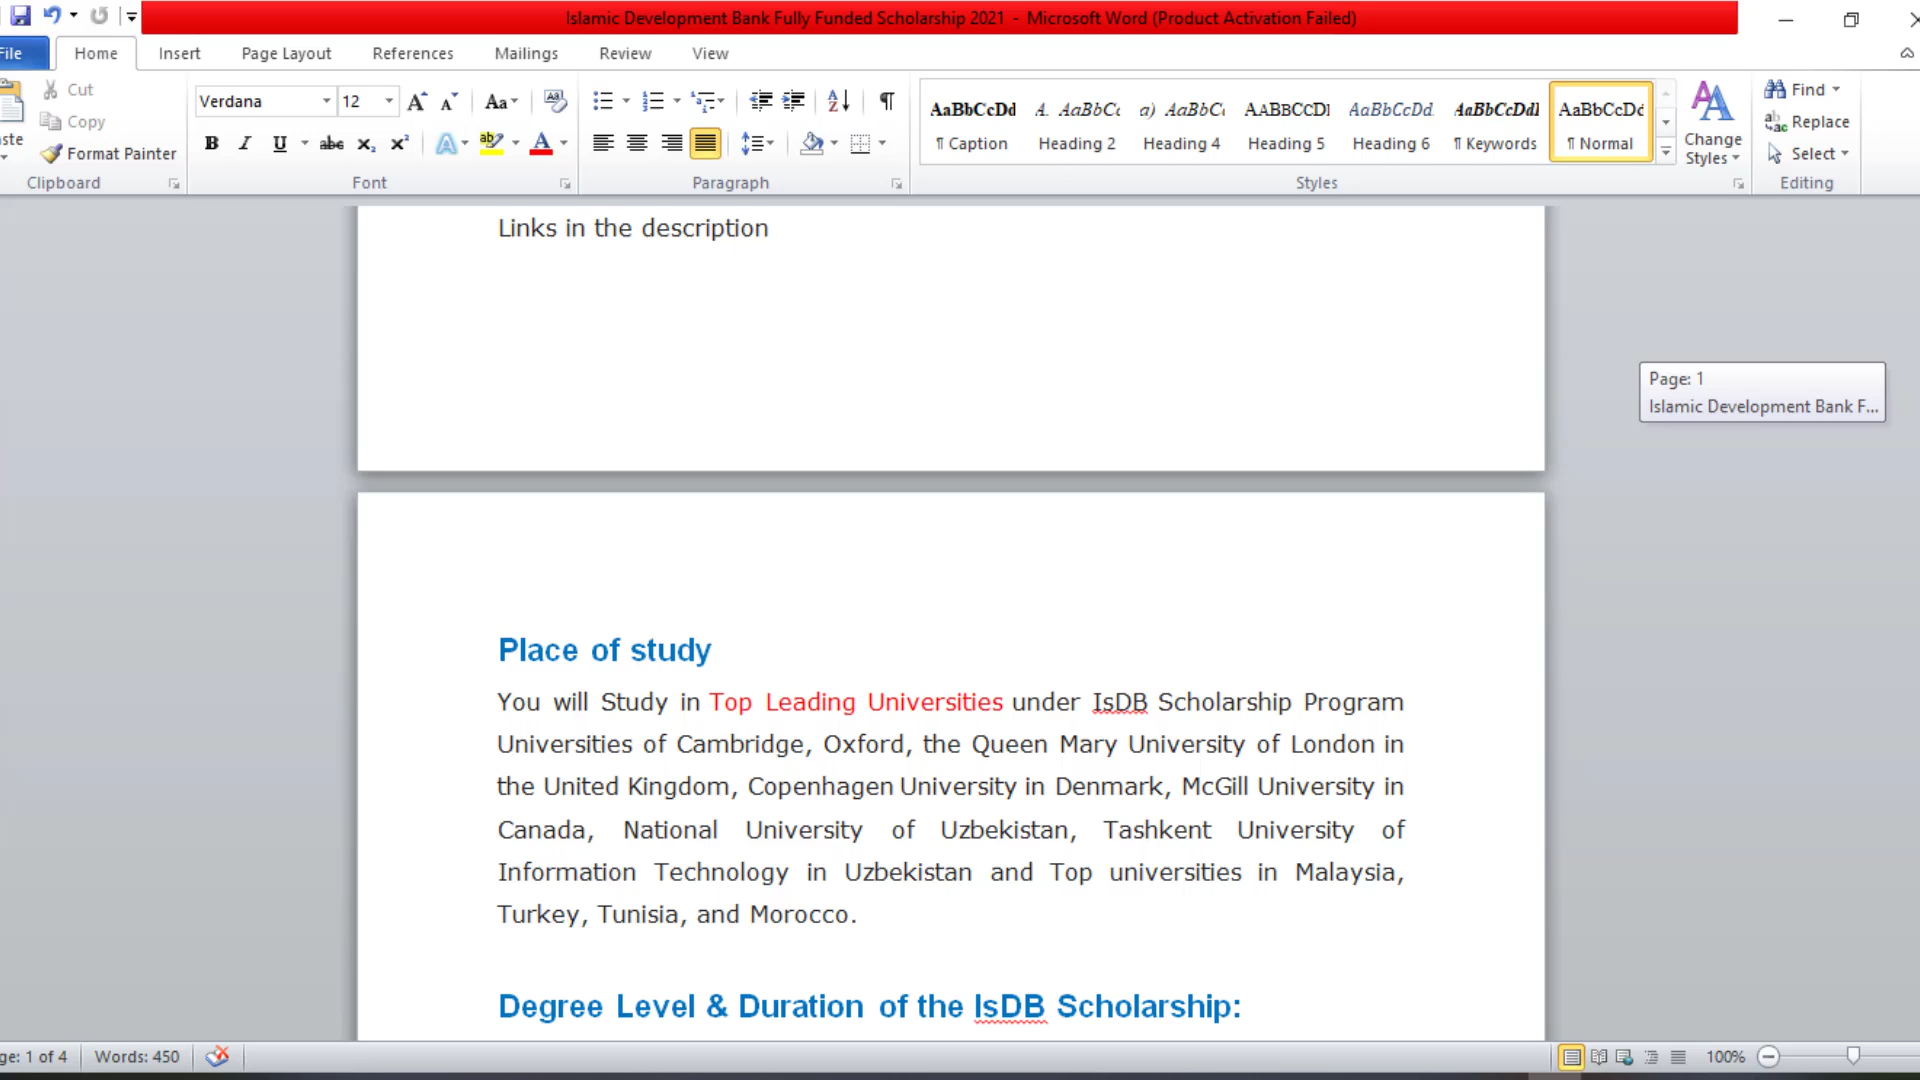 Islamic Development Bank Fully Funded Scholarship 2021 - Microsoft Word (Product Activation Failed)
File Home Insert Page Layout References Mailings Review View
Cut
Copy
Format Painter
Clipboard
Verdana 12
Font
Paragraph
AaBbCcDd A. AaBbCc a) AaBbC AABBCCDI AaBbCcDd. AaBbCcDdl AaBbCcDc
¶ Caption Heading 2 Heading 4 Heading 5 Heading 6 ¶ Keywords ¶ Normal
Change
Styles
Styles
Find
Replace
Select
Editing
Links in the description
Page: 1
Islamic Development Bank F...
Place of study
You will Study in Top Leading Universities under IsDB Scholarship Program
Universities of Cambridge, Oxford, the Queen Mary University of London in
the United Kingdom, Copenhagen University in Denmark, McGill University in
Canada, National University of Uzbekistan, Tashkent University of
Information Technology in Uzbekistan and Top universities in Malaysia,
Turkey, Tunisia, and Morocco.
Degree Level & Duration of the IsDB Scholarship:
ge: 1 of 4 Words: 450 100%